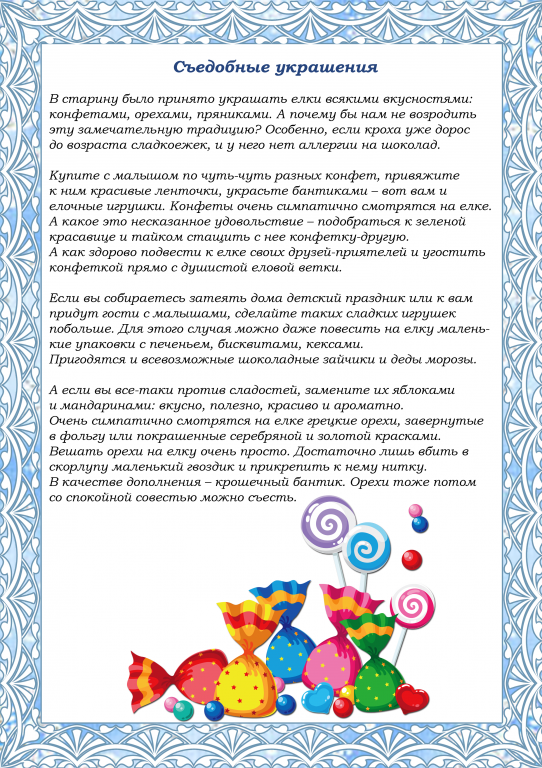 Съедобные украшения
В старину было принято украшать елки всякими вкусностями:
конфетами, орехами, пряниками. А почему бы нам не возродить
эту замечательную традицию? Особенно, если кроха уже дорос
до возраста сладкоежек, и у него нет аллергии на шоколад.
Купите с малышом по чуть-чуть разных конфет, привяжите
к ним красивые ленточки, украсьте бантиками – вот вам и
елочные игрушки. Конфеты очень симпатично смотрятся на елке.
А какое это несказанное удовольствие – подобраться к зеленой
красавице и тайком стащить с нее конфетку-другую.
А как здорово подвести к елке своих друзей-приятелей и угостить
конфеткой прямо с душистой еловой ветки.
Если вы собираетесь затеять дома детский праздник или к вам
придут гости с малышами, сделайте таких сладких игрушек
побольше. Для этого случая можно даже повесить на елку малень-
кие упаковки с печеньем, бисквитами, кексами.
Пригодятся и всевозможные шоколадные зайчики и деды морозы.
А если вы все-таки против сладостей, замените их яблоками
и мандаринами: вкусно, полезно, красиво и ароматно.
Очень симпатично смотрятся на елке грецкие орехи, завернутые
в фольгу или покрашенные серебряной и золотой красками.
Вешать орехи на елку очень просто. Достаточно лишь вбить в
скорлупу маленький гвоздик и прикрепить к нему нитку.
В качестве дополнения – крошечный бантик. Орехи тоже потом
со спокойной совестью можно съесть.